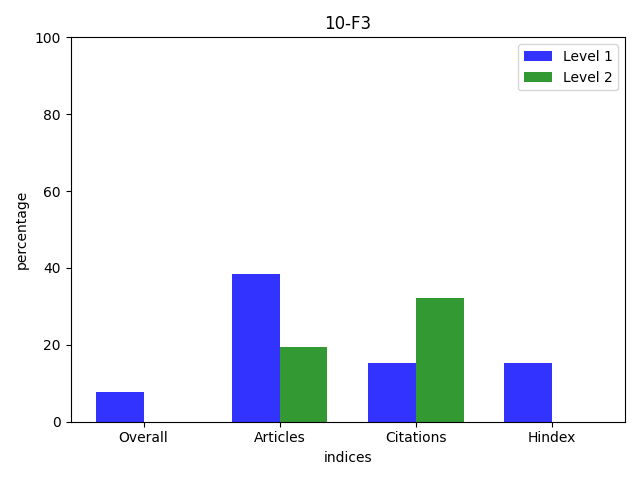 10-F3
Level 1
Level 2
percentage
100
80
60
40
20
0
Overall
Articles
Citations
Hindex
indices